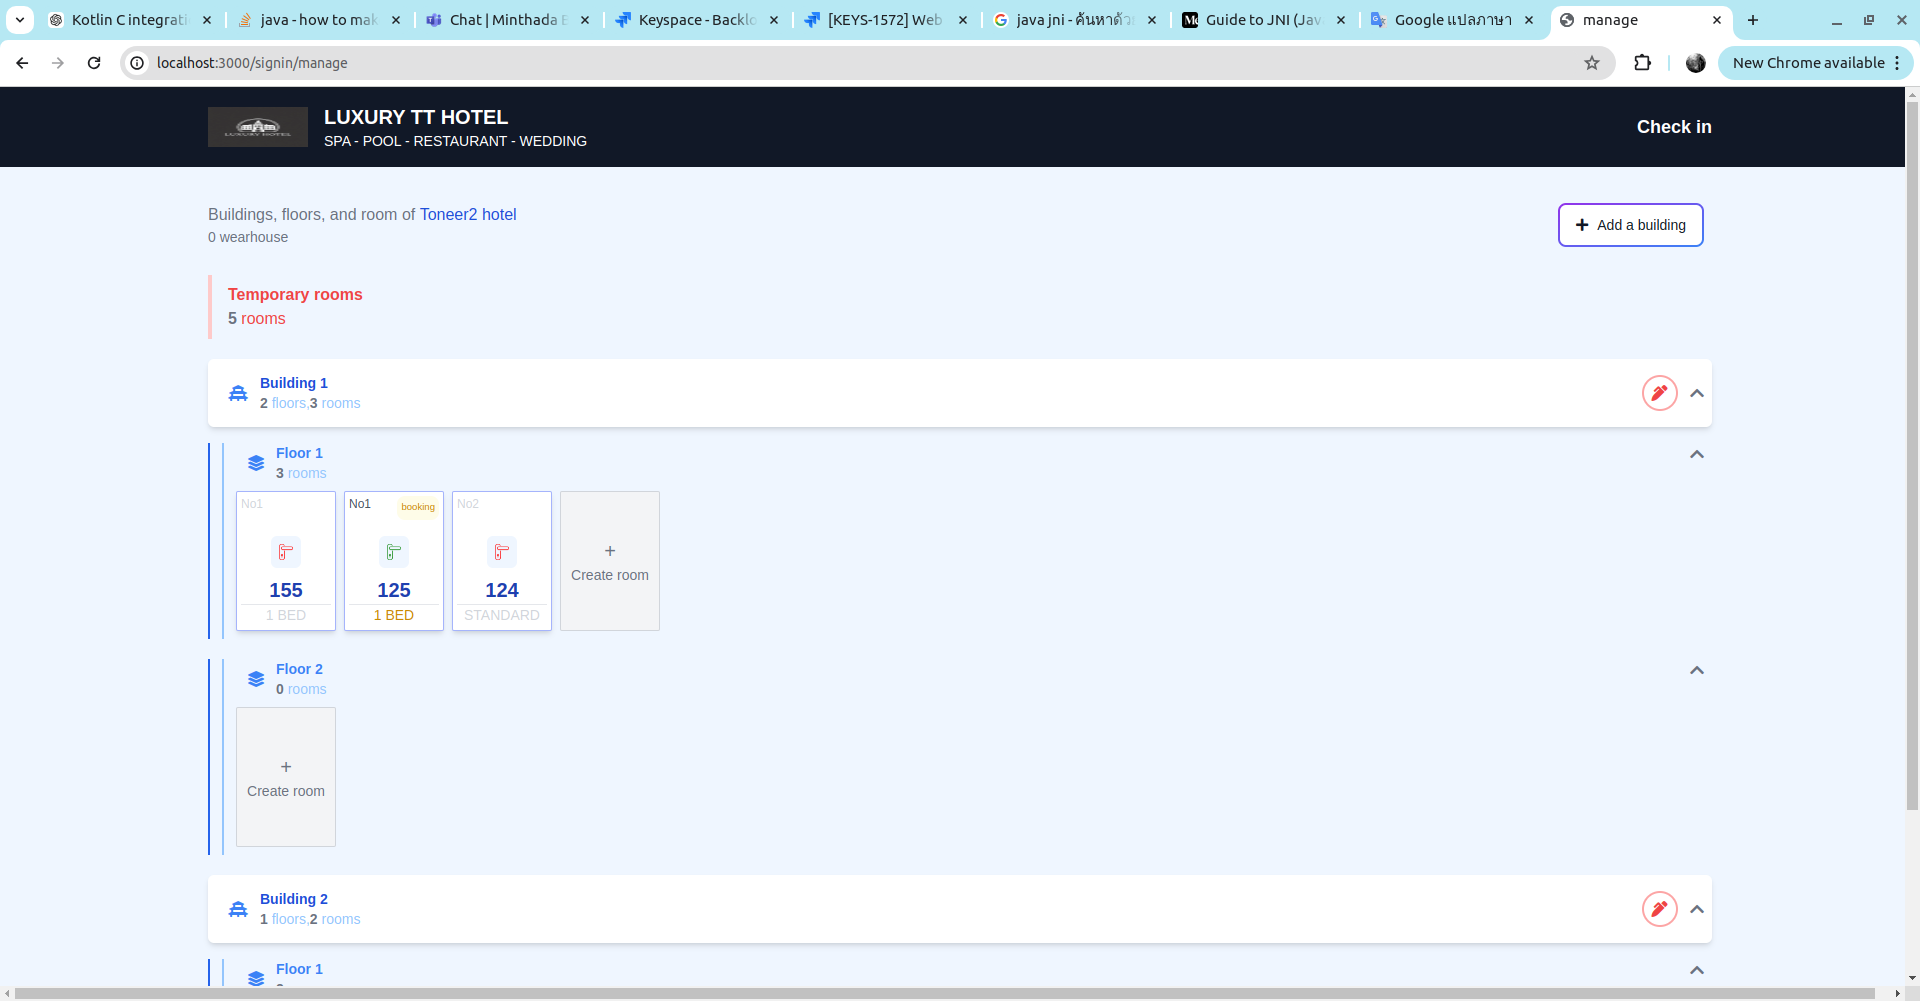 Kotlin C integrati
java - how to mak
Chat | Minthada B
Keyspace - Backlo
[KEYS-1572] Web
java jni - ค้นหาด้วย
Guide to JNI (Java
Google แปลภาษา
manage
localhost:3000/signin/manage
New Chrome available
LUXURY HOTEL
LUXURY TT HOTEL
SPA - POOL - RESTAURANT - WEDDING
Check in
Buildings, floors, and room of Toneer2 hotel
0 wearhouse
Add a building
Temporary rooms
5 rooms
Building 1
2 floors,3 rooms
Floor 1
3 rooms
No1
155
1 BED
No1
booking
125
1 BED
No2
124
STANDARD
+
Create room
Floor 2
0 rooms
+
Create room
Building 2
1 floors,2 rooms
Floor 1